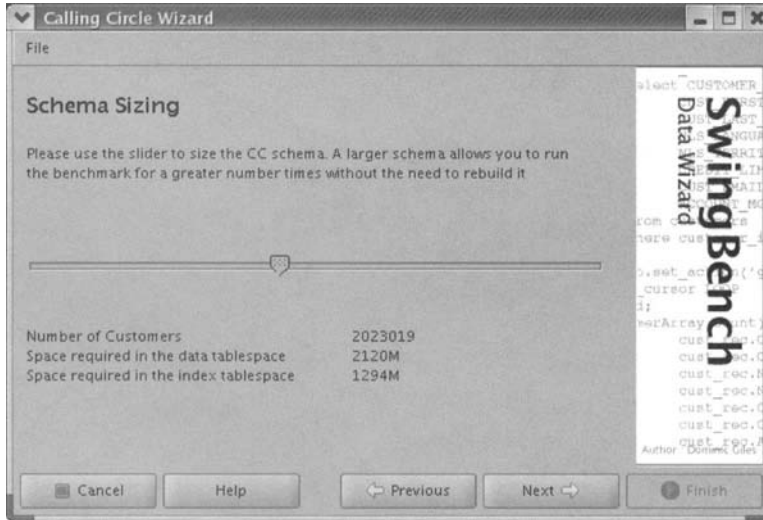 Calling Circle Wizard
File
Schema Sizing
Please use the slider to size the CC schema. A larger schema allows you to run
the benchmark for a greater number times without the need to rebuild it
Number of Customers 2023019
Space required in the data tablespace 2120M
Space required in the index tablespace 1294M
SwingBench
Data Wizard
Author Dominic Giles
Cancel
Help
Previous
Next
Finish